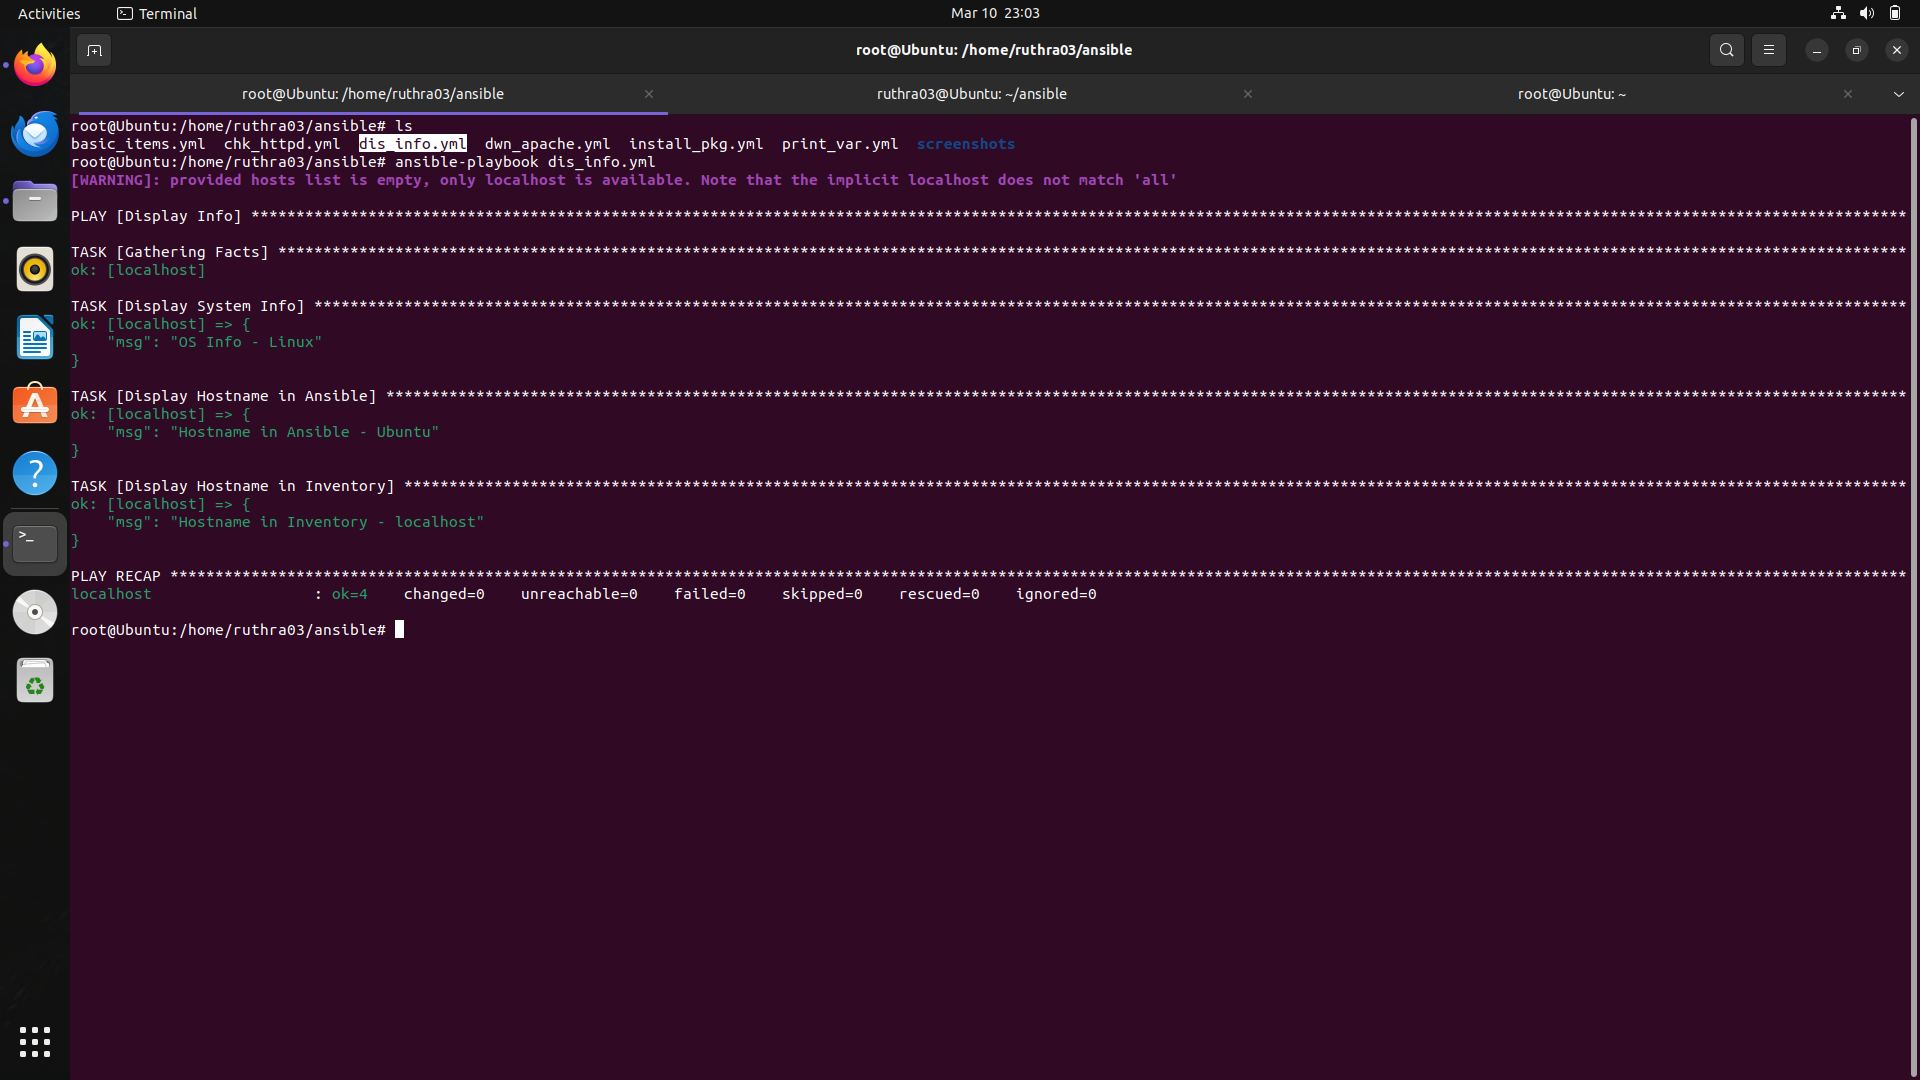 Activities Terminal Mar 10 23:03
root@Ubuntu: /home/ruthra03/ansible
root@Ubuntu: /home/ruthra03/ansible ruthra03@Ubuntu: ~/ansible root@Ubuntu: ~
root@Ubuntu:/home/ruthra03/ansible# ls
basic_items.yml  chk_httpd.yml  dis_info.yml  dwn_apache.yml  install_pkg.yml  print_var.yml  screenshots
root@Ubuntu:/home/ruthra03/ansible# ansible-playbook dis_info.yml
[WARNING]: provided hosts list is empty, only localhost is available. Note that the implicit localhost does not match 'all'
PLAY [Display Info] ****************************************************************************************************************************************************************************************
TASK [Gathering Facts] *************************************************************************************************************************************************************************************
ok: [localhost]
TASK [Display System Info] *********************************************************************************************************************************************************************************
ok: [localhost] => {
    "msg": "OS Info - Linux"
}
TASK [Display Hostname in Ansible] *************************************************************************************************************************************************************************
ok: [localhost] => {
    "msg": "Hostname in Ansible - Ubuntu"
}
TASK [Display Hostname in Inventory] ***********************************************************************************************************************************************************************
ok: [localhost] => {
    "msg": "Hostname in Inventory - localhost"
}
PLAY RECAP *************************************************************************************************************************************************************************************************
localhost                  : ok=4    changed=0    unreachable=0    failed=0    skipped=0    rescued=0    ignored=0
root@Ubuntu:/home/ruthra03/ansible#